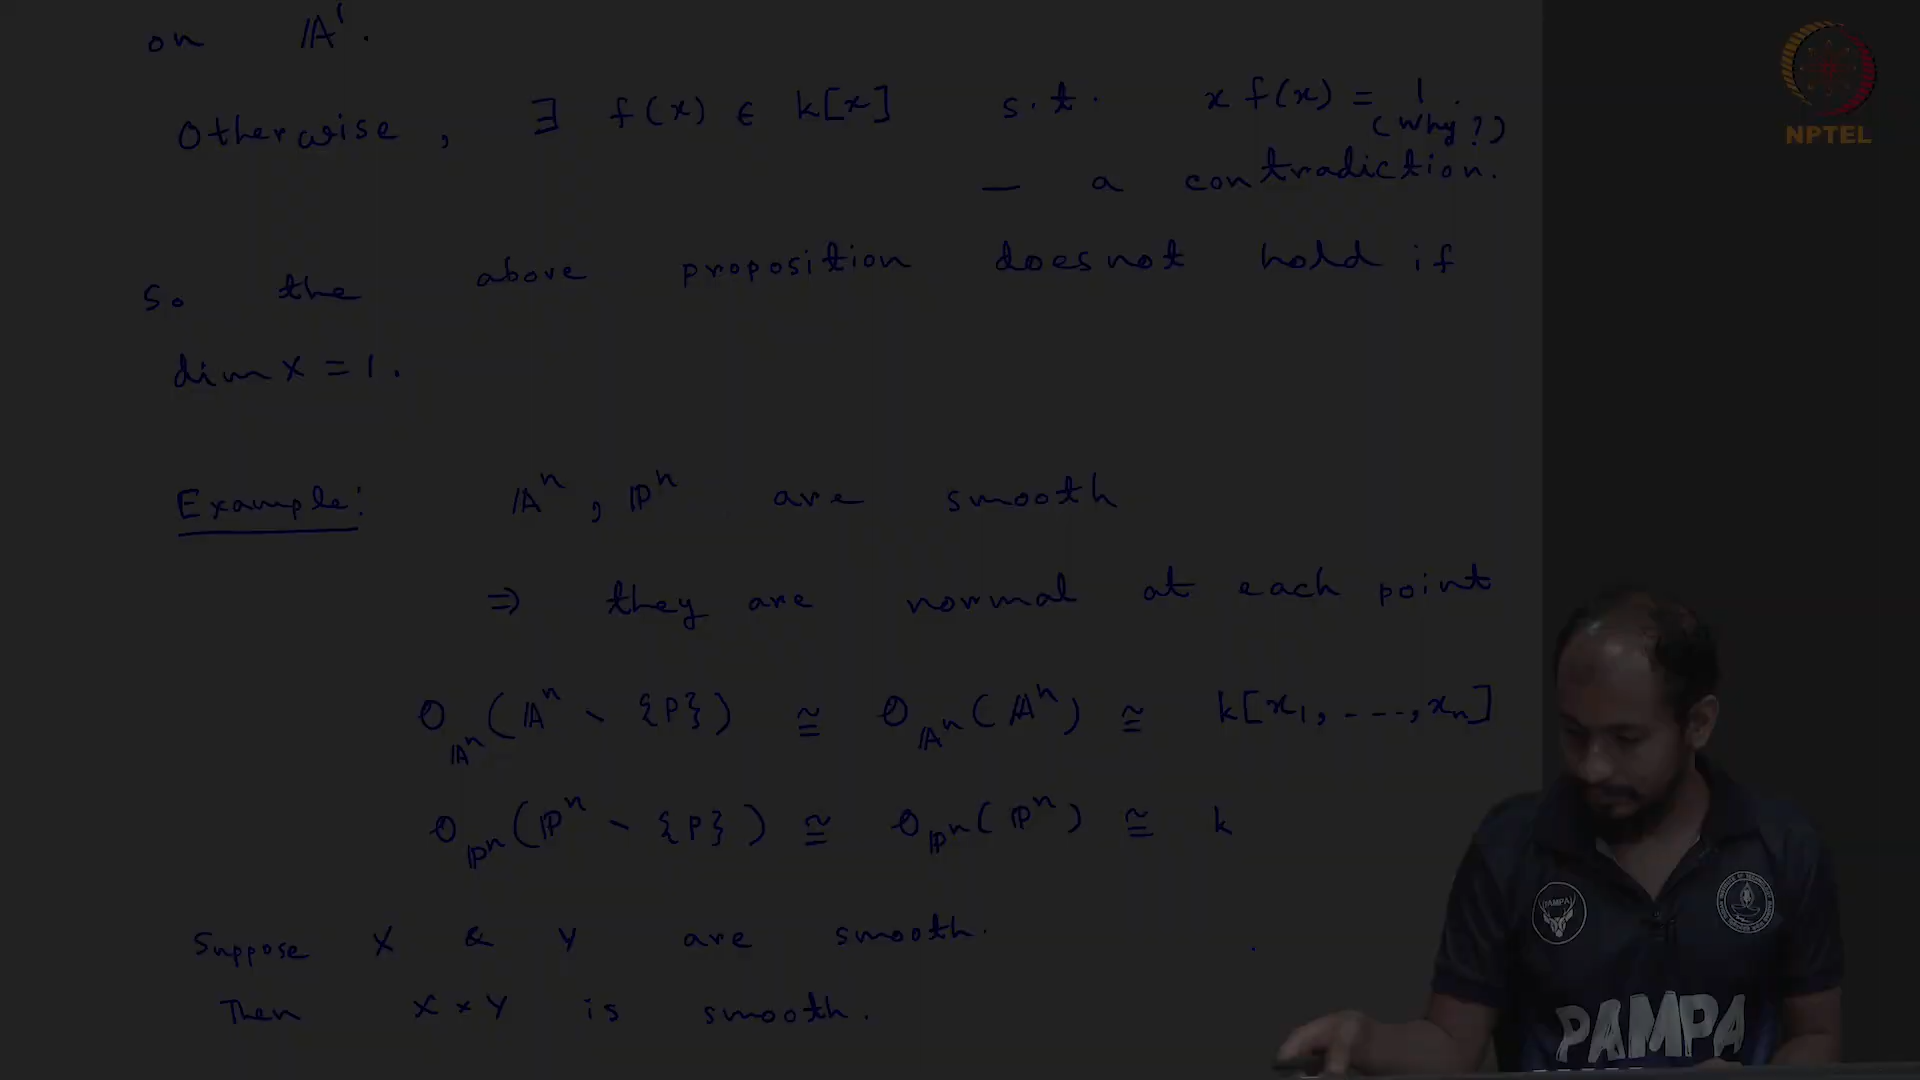 on 𝔸¹.
Otherwise, ∃ f(x) ∈ k[x] s.t. x f(x) = 1.
(Why?)
— a contradiction.
So the above proposition does not hold if
dim X = 1.
Example: 𝔸ⁿ, ℙⁿ are smooth
⇒ they are normal at each point
𝒪_𝔸ⁿ(𝔸ⁿ \ {P}) ≅ 𝒪_𝔸ⁿ(𝔸ⁿ) ≅ k[x₁, ----, xₙ]
𝒪_ℙⁿ(ℙⁿ \ {P}) ≅ 𝒪_ℙⁿ(ℙⁿ) ≅ k
Suppose X & Y are smooth.
Then X × Y is smooth.
NPTEL
PAMPA
PAMPA